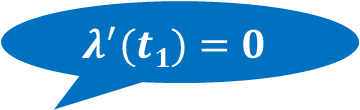 λ′(t₁) = 0